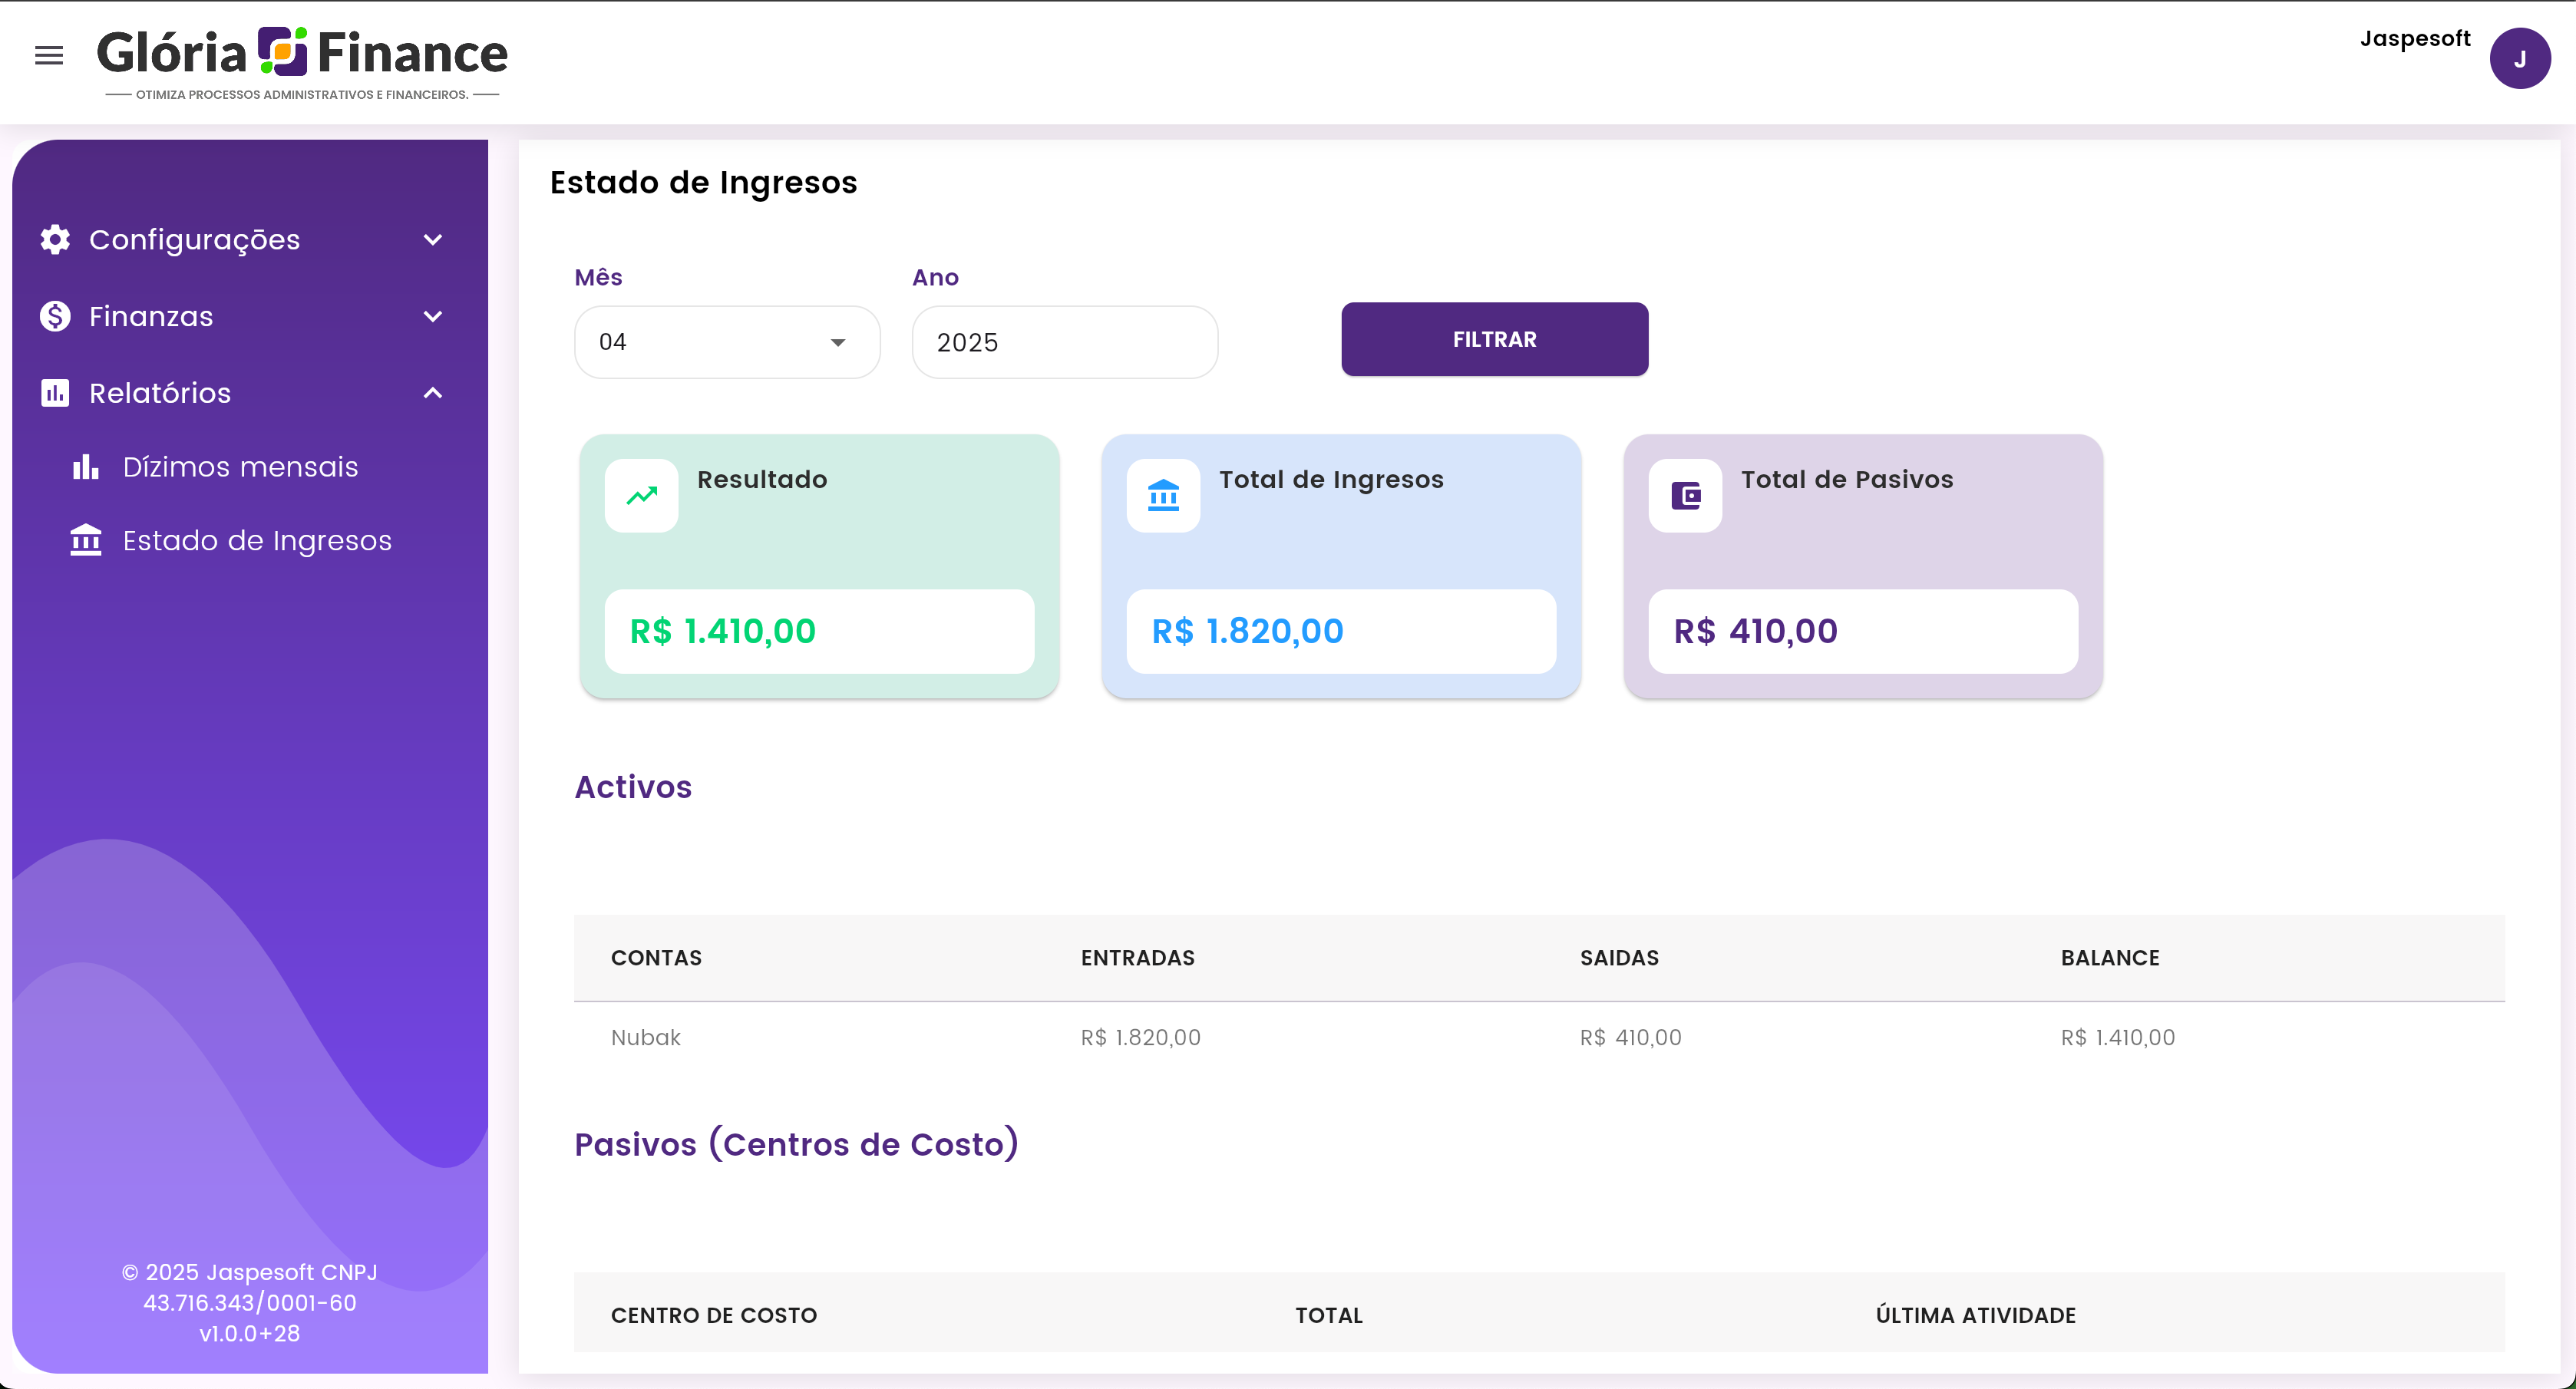 Glória Finance
OTIMIZA PROCESSOS ADMINISTRATIVOS E FINANCEIROS.
Jaspesoft
J
Configurações
Finanzas
Relatórios
Dízimos mensais
Estado de Ingresos
© 2025 Jaspesoft CNPJ
43.716.343/0001-60
v1.0.0+28
Estado de Ingresos
Mês
Ano
04
2025
FILTRAR
Resultado
R$ 1.410,00
Total de Ingresos
R$ 1.820,00
Total de Pasivos
R$ 410,00
Activos
CONTAS ENTRADAS SAIDAS BALANCE
Nubak R$ 1.820,00 R$ 410,00 R$ 1.410,00
Pasivos (Centros de Costo)
CENTRO DE COSTO TOTAL ÚLTIMA ATIVIDADE